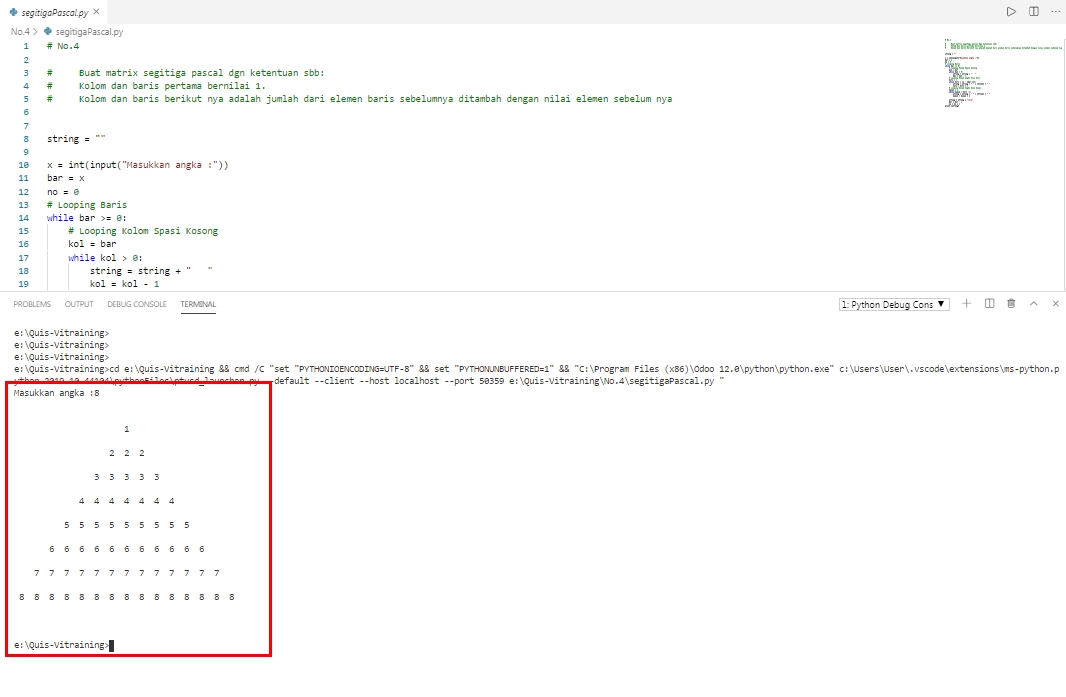 segitigaPascal.py ×
No.4 > segitigaPascal.py
1 # No.4
2
3 # Buat matrix segitiga pascal dgn ketentuan sbb:
4 # Kolom dan baris pertama bernilai 1.
5 # Kolom dan baris berikut nya adalah jumlah dari elemen baris sebelumnya ditambah dengan nilai elemen sebelum nya
6
7
8 string = ""
9
10 x = int(input("Masukkan angka :"))
11 bar = x
12 no = 0
13 # Looping Baris
14 while bar >= 0:
15 # Looping Kolom Spasi Kosong
16 kol = bar
17 while kol > 0:
18 string = string + "   "
19 kol = kol - 1
PROBLEMS OUTPUT DEBUG CONSOLE TERMINAL 1: Python Debug Cons
e:\Quis-Vitraining>
e:\Quis-Vitraining>
e:\Quis-Vitraining>
e:\Quis-Vitraining>cd e:\Quis-Vitraining && cmd /C "set "PYTHONIOENCODING=UTF-8" && set "PYTHONUNBUFFERED=1" && "C:\Program Files (x86)\Odoo 12.0\python\python.exe" c:\Users\User\.vscode\extensions\ms-python.p
ython-2019.10.44104\pythonFiles\ptvsd_launcher.py --default --client --host localhost --port 50359 e:\Quis-Vitraining\No.4\segitigaPascal.py "
Masukkan angka :8
1
2 2 2
3 3 3 3 3
4 4 4 4 4 4 4
5 5 5 5 5 5 5 5 5
6 6 6 6 6 6 6 6 6 6 6
7 7 7 7 7 7 7 7 7 7 7 7 7
8 8 8 8 8 8 8 8 8 8 8 8 8 8 8
e:\Quis-Vitraining>